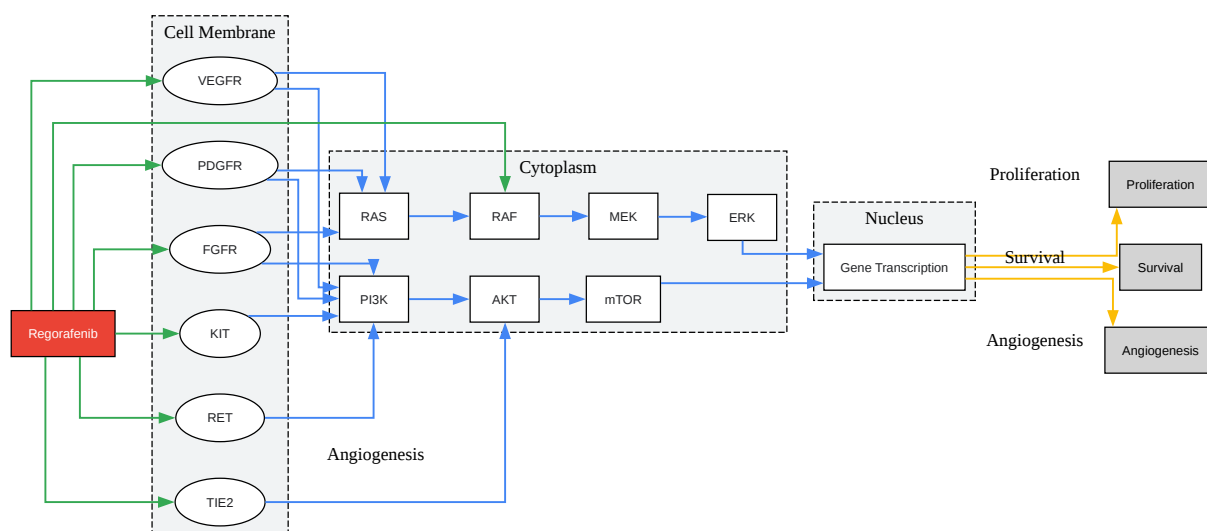 Cell Membrane
VEGFR
PDGFR
Cytoplasm
Proliferation
Proliferation
RAS
RAF
MEK
ERK
Nucleus
FGFR
Survival
Gene Transcription
Survival
PI3K
AKT
mTOR
Regorafenib
KIT
Angiogenesis
Angiogenesis
RET
Angiogenesis
TIE2